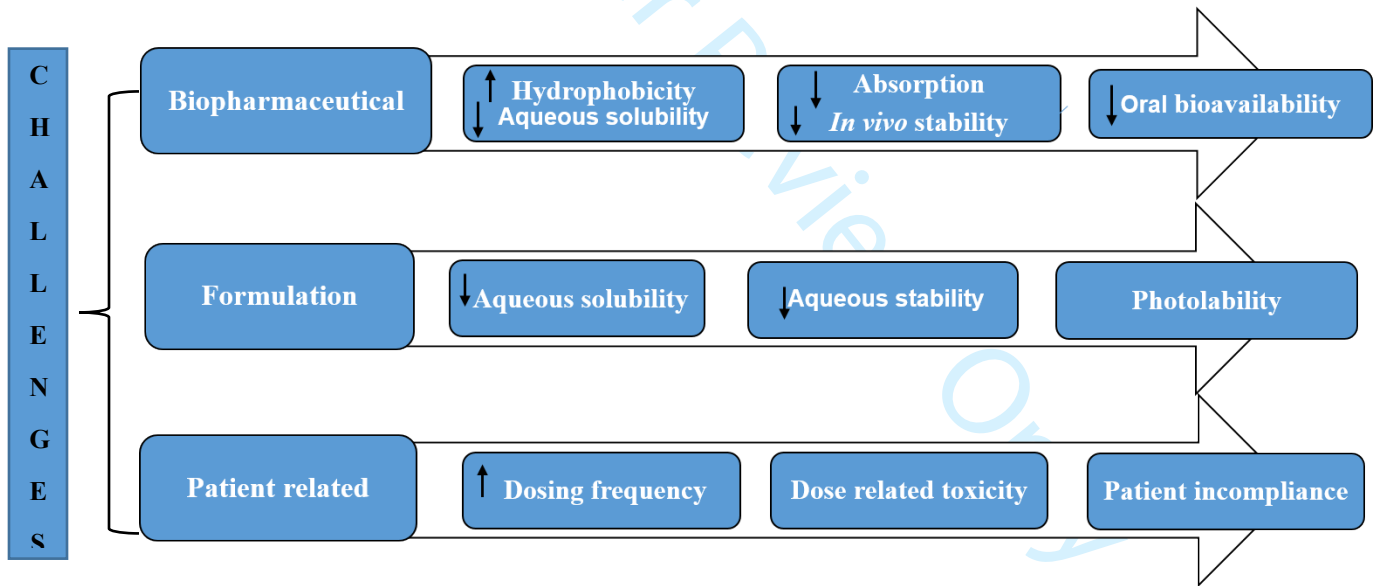 CHALLENGES
Biopharmaceutical
↑ Hydrophobicity
↓ Aqueous solubility
↓ Absorption
↓ In vivo stability
↓ Oral bioavailability
Formulation
↓ Aqueous solubility
↓ Aqueous stability
Photolability
Patient related
↑ Dosing frequency
Dose related toxicity
Patient incompliance